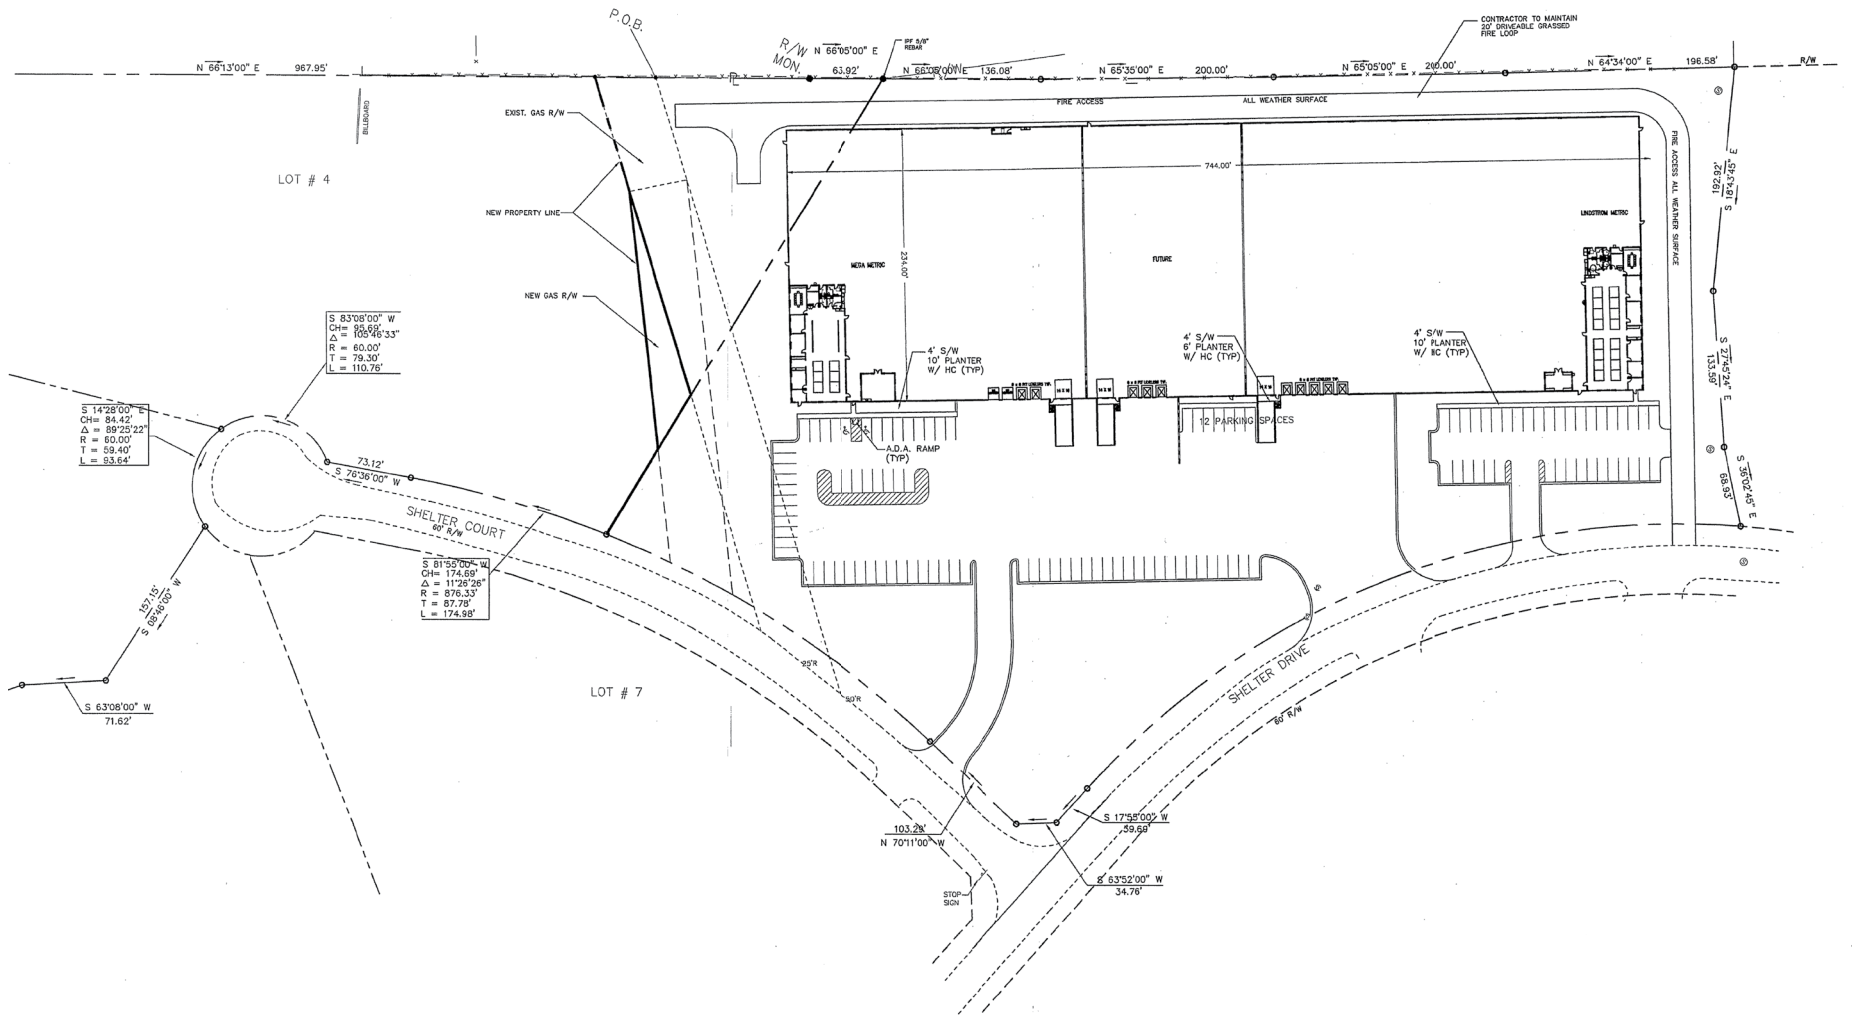 P.O.B.
R/W
MON.
N 66°05'00" E
IPF 5/8"
REBAR
CONTRACTOR TO MAINTAIN
20' DRIVEABLE GRASSED
FIRE LOOP
N 66°13'00" E
967.95'
63.92'
N 66°05'00"E
136.08'
N 65°35'00" E
200.00'
N 65°05'00" E
200.00'
N 64°34'00" E
196.58'
R/W
BILLBOARD
EXIST. GAS R/W
FIRE ACCESS
ALL WEATHER SURFACE
FIRE ACCESS ALL WEATHER SURFACE
S 18°43'45" E
192.92'
LOT # 4
744.00'
NEW PROPERTY LINE
LINDSTROM METRIC
234.00'
MEGA METRIC
FUTURE
NEW GAS R/W
S 83°08'00" W
CH= 95.69'
Δ = 105°46'33"
R = 60.00'
T = 79.30'
L = 110.76'
4' S/W
10' PLANTER
W/ HC (TYP)
4' S/W
6' PLANTER
W/ HC (TYP)
4' S/W
10' PLANTER
W/ HC (TYP)
S 27°45'24" E
133.59'
S 14°28'00" E
CH= 84.42'
Δ = 89°25'22"
R = 60.00'
T = 59.40'
L = 93.64'
12 PARKING SPACES
A.D.A. RAMP
(TYP)
73.12'
S 76°36'00" W
S 36°02'45" E
68.93'
SHELTER COURT
60' R/W
S 81°55'00" W
CH= 174.69'
Δ = 11°26'26"
R = 876.33'
T = 87.78'
L = 174.98'
157.15'
S 08°46'00" W
25'R
50'R
LOT # 7
SHELTER DRIVE
60' R/W
S 63°08'00" W
71.62'
103.29'
N 70°11'00" W
S 17°55'00" W
39.69'
S 63°52'00" W
34.76'
STOP
SIGN